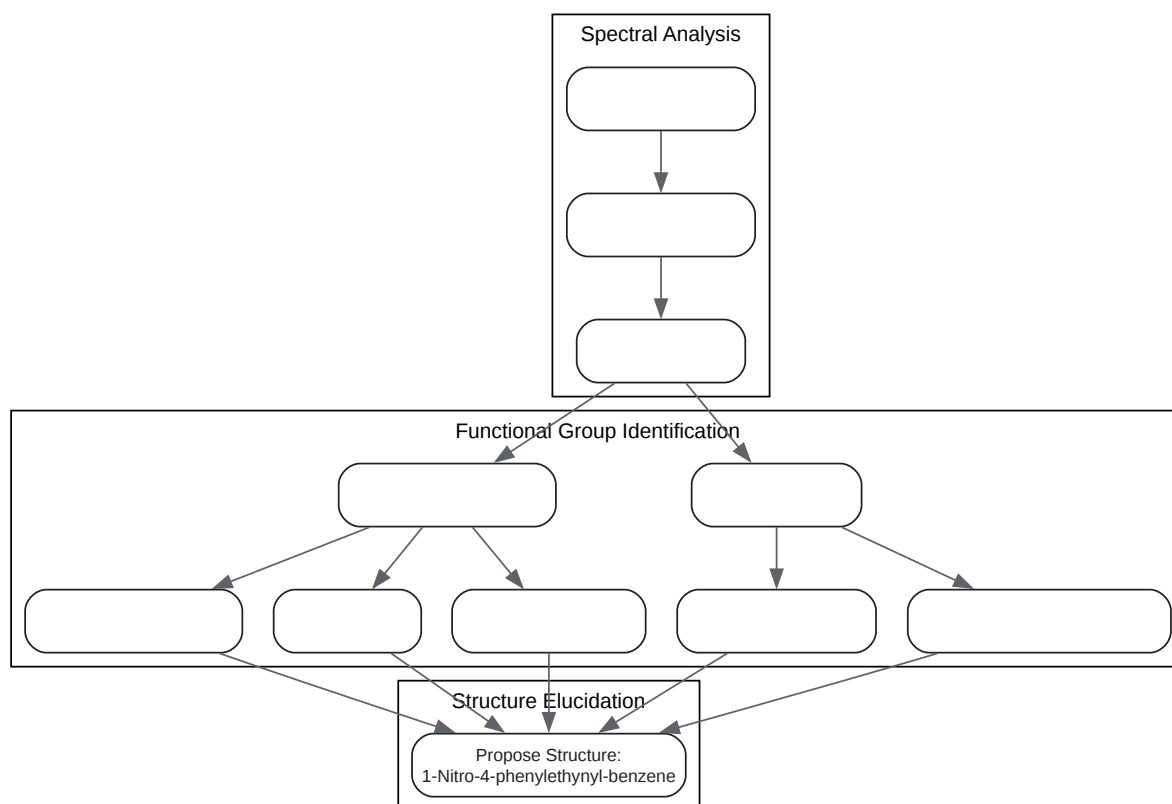 Spectral Analysis
Functional Group Identification
Structure Elucidation
Propose Structure:
1-Nitro-4-phenylethynyl-benzene